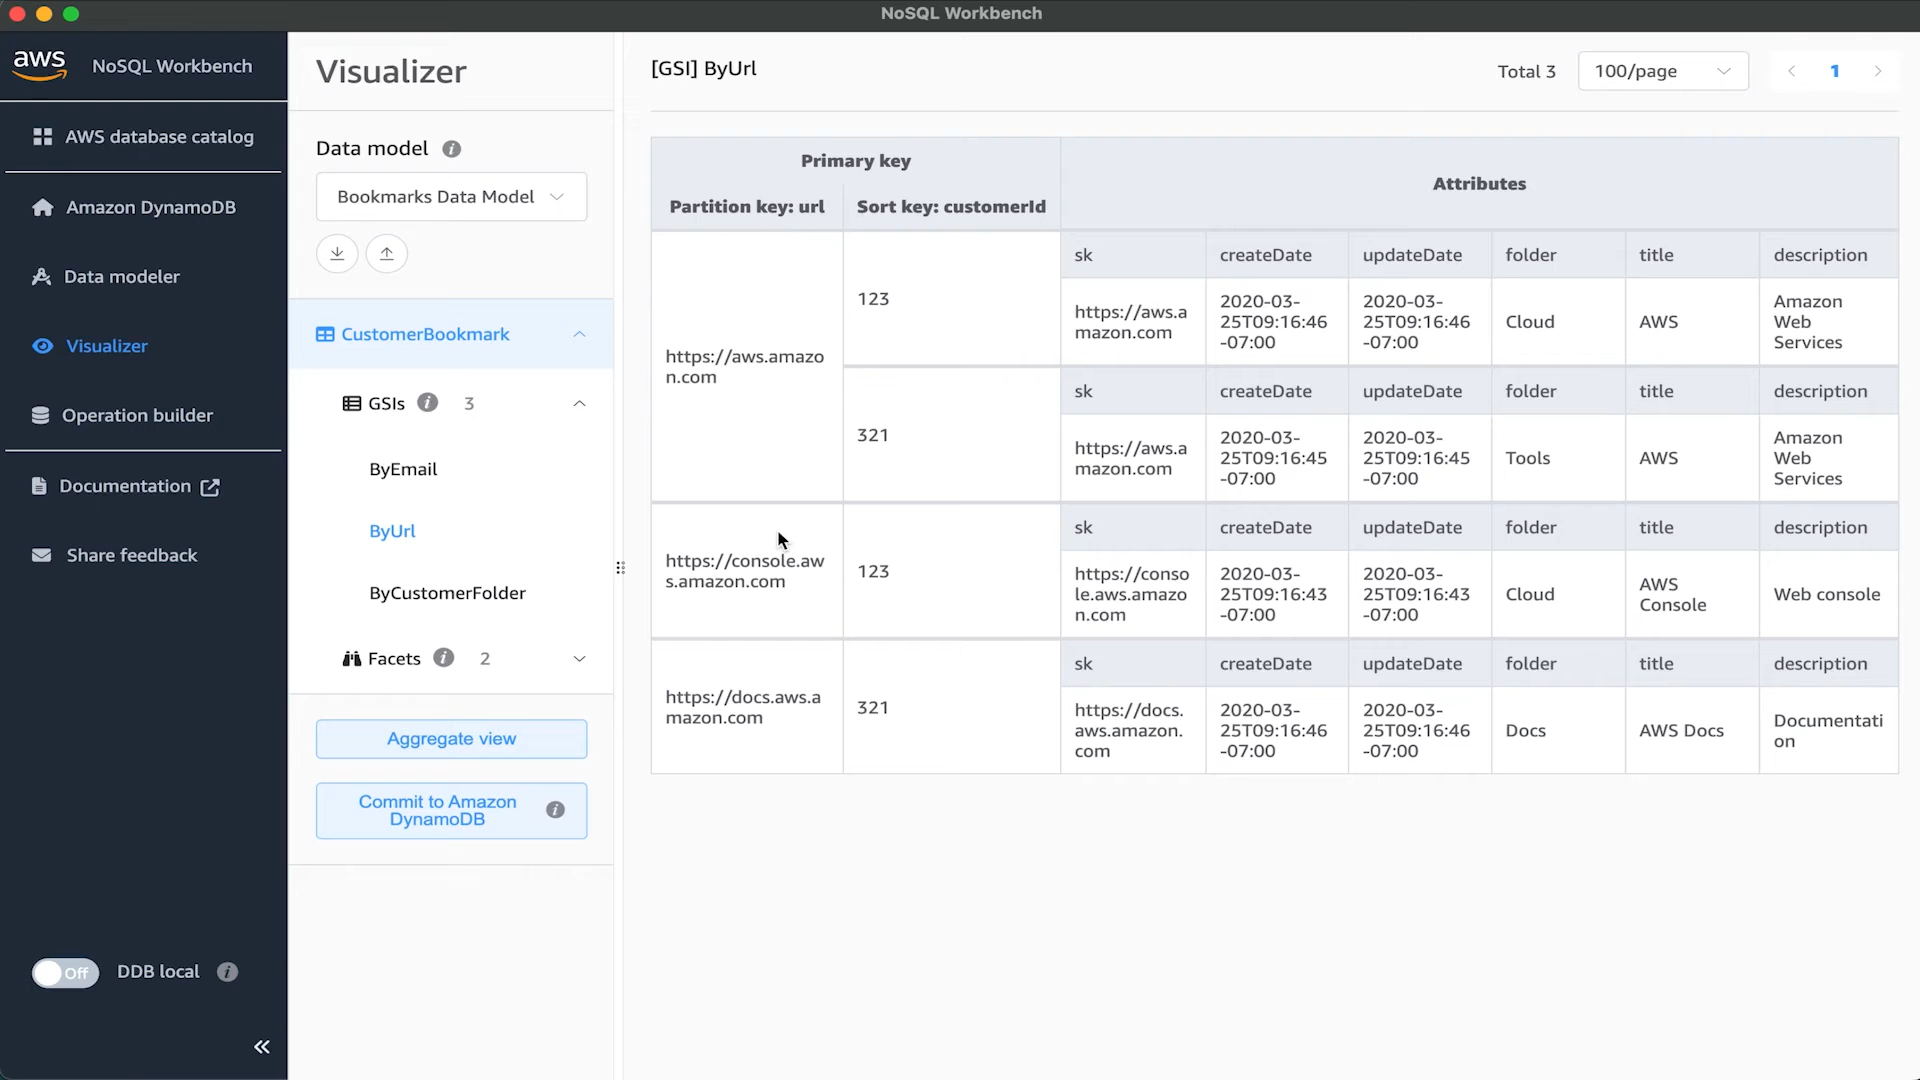 NoSQL Workbench
aws
NoSQL Workbench
AWS database catalog
Amazon DynamoDB
Data modeler
Visualizer
Operation builder
Documentation
Share feedback
Off
DDB local
Visualizer
Data model
Bookmarks Data Model
CustomerBookmark
GSIs 3
ByEmail
ByUrl
ByCustomerFolder
Facets 2
Aggregate view
Commit to Amazon
DynamoDB
[GSI] ByUrl
Total 3
100/page
1
Primary key
Attributes
Partition key: url
Sort key: customerId
https://aws.amazo
n.com
123
sk createDate updateDate folder title description
https://aws.a
mazon.com
2020-03-
25T09:16:46
-07:00
2020-03-
25T09:16:46
-07:00
Cloud
AWS
Amazon
Web
Services
321
sk createDate updateDate folder title description
https://aws.a
mazon.com
2020-03-
25T09:16:45
-07:00
2020-03-
25T09:16:45
-07:00
Tools
AWS
Amazon
Web
Services
https://console.aw
s.amazon.com
123
sk createDate updateDate folder title description
https://conso
le.aws.amazo
n.com
2020-03-
25T09:16:43
-07:00
2020-03-
25T09:16:43
-07:00
Cloud
AWS
Console
Web console
https://docs.aws.a
mazon.com
321
sk createDate updateDate folder title description
https://docs.
aws.amazon.
com
2020-03-
25T09:16:46
-07:00
2020-03-
25T09:16:46
-07:00
Docs
AWS Docs
Documentati
on